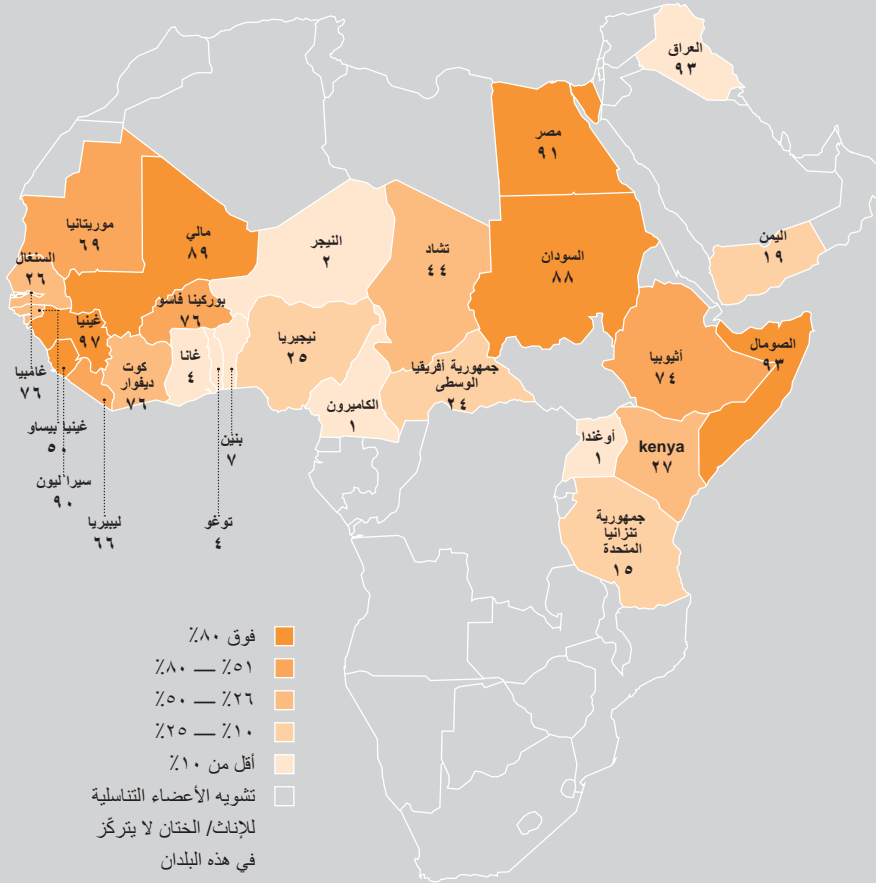 العراق
٩٣
مصر
٩١
موريتانيا
٦٩
مالي
٨٩
النيجر
٢
تشاد
٤٤
السودان
٨٨
اليمن
١٩
السنغال
٢٦
بوركينا فاسو
٧٦
غينيا
٩٧
نيجيريا
٢٥
أثيوبيا
٧٤
الصومال
٩٣
غامبيا
٧٦
كوت
ديفوار
٧٦
غانا
٤
جمهورية أفريقيا
الوسطى
٢٤
الكاميرون
١
غينيا بيساو
٥٠
بنين
٧
أوغندا
١
kenya
٢٧
سيرا ليون
٩٠
ليبيريا
٦٦
توغو
٤
جمهورية
تنزانيا
المتحدة
١٥
فوق ٨٠٪
٥١٪ — ٨٠٪
٢٦٪ — ٥٠٪
١٠٪ — ٢٥٪
أقل من ١٠٪
تشويه الأعضاء التناسلية
للإناث/ الختان لا يتركّز
في هذه البلدان